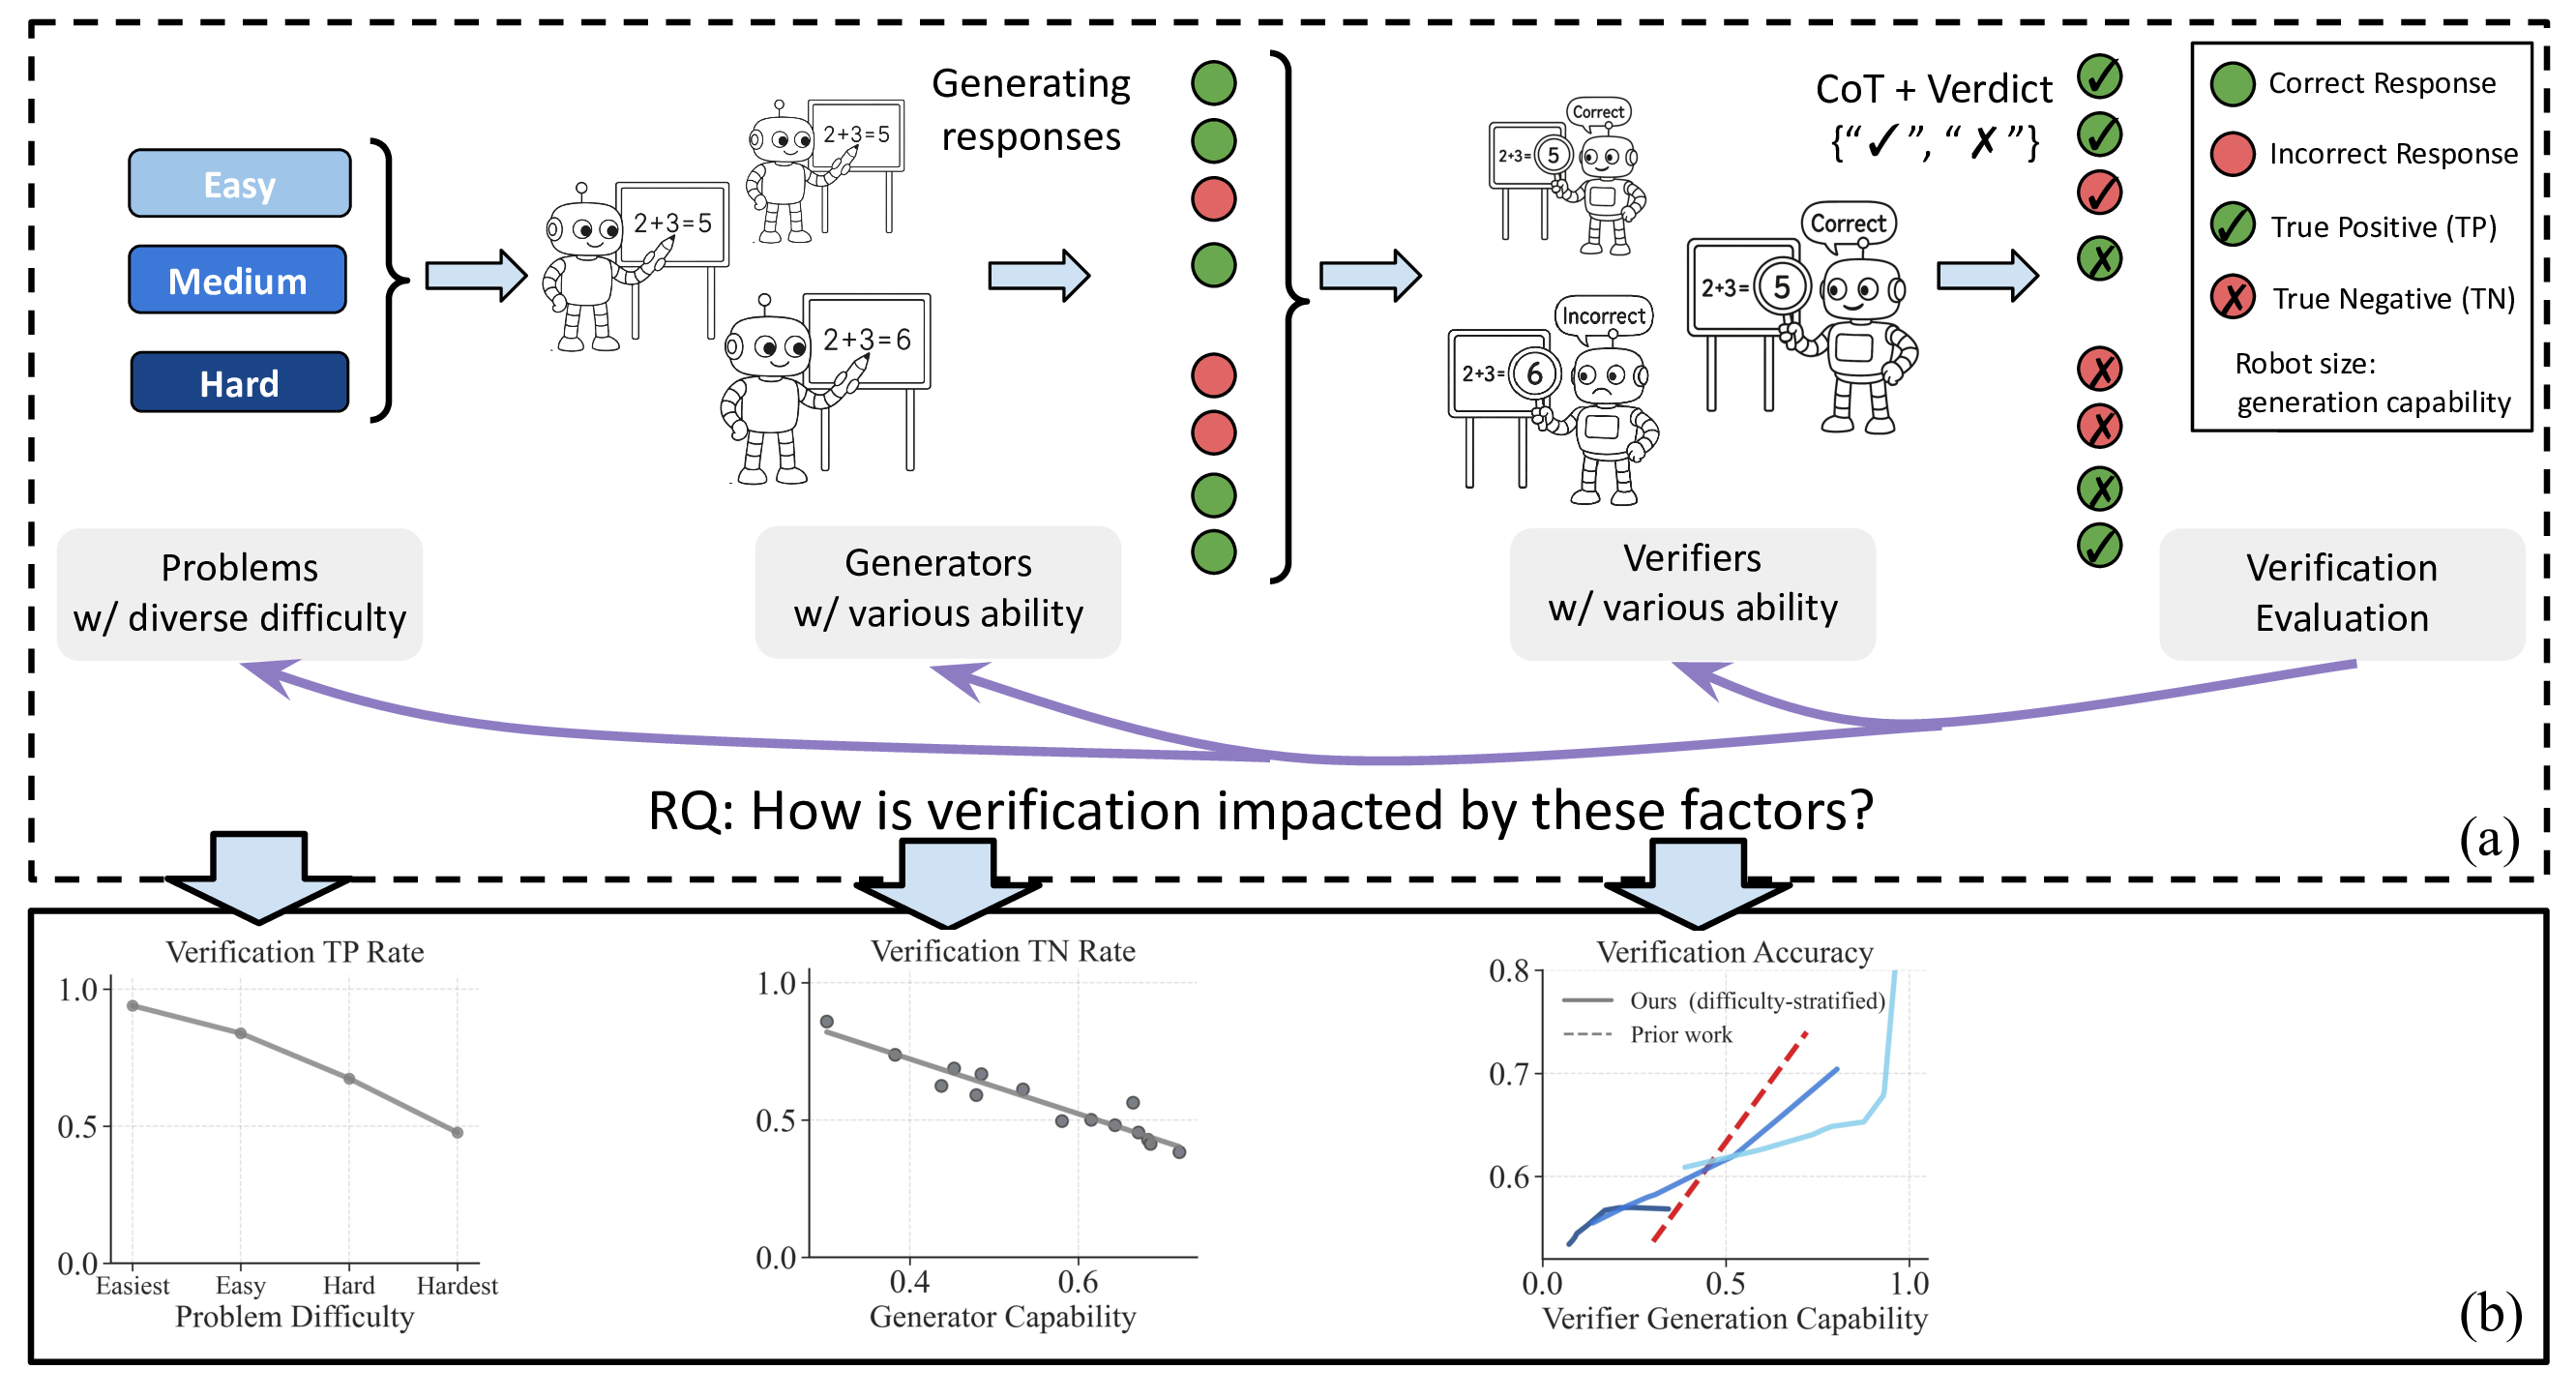 Easy
Medium
Hard
2+3=5
2+3=5
2+3=6
Generating
responses
2+3= 5
Correct
2+3= 6
Incorrect
2+3= 5
Correct
CoT + Verdict
{“✓”, “✗”}
Correct Response
Incorrect Response
True Positive (TP)
True Negative (TN)
Robot size:
generation capability
Problems
w/ diverse difficulty
Generators
w/ various ability
Verifiers
w/ various ability
Verification
Evaluation
RQ: How is verification impacted by these factors?
(a)
Verification TP Rate
1.0
0.5
0.0
Easiest Easy Hard Hardest
Problem Difficulty
Verification TN Rate
1.0
0.5
0.0
0.4 0.6
Generator Capability
Verification Accuracy
0.8
0.7
0.6
Ours (difficulty-stratified)
Prior work
0.0 0.5 1.0
Verifier Generation Capability
(b)